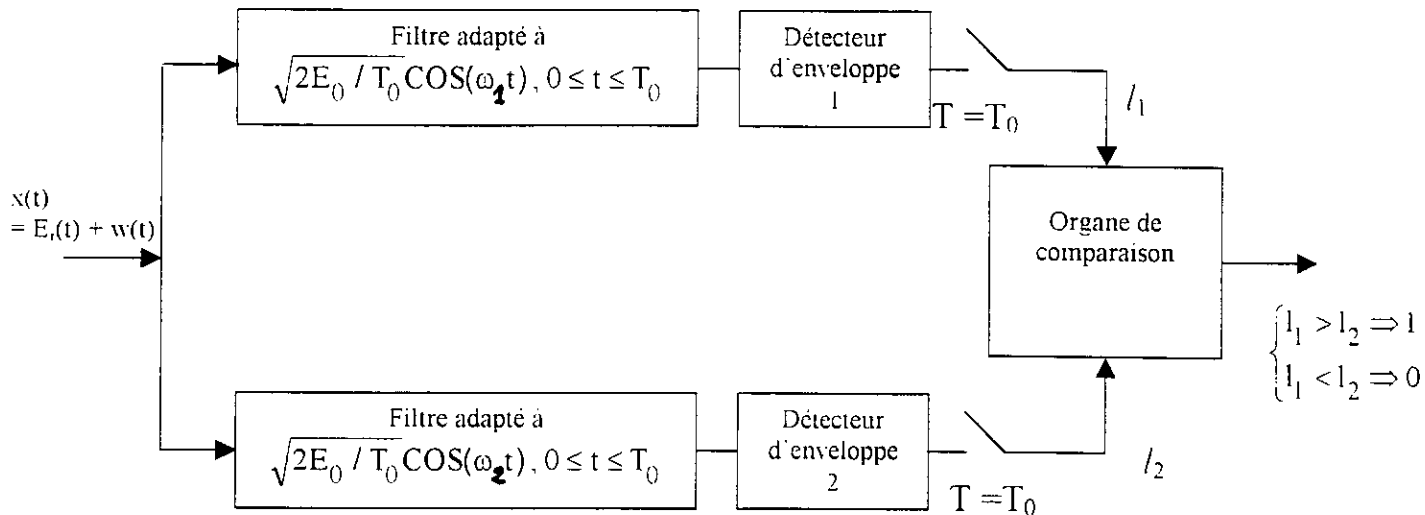 Filtre adapté à
√2E₀ / T₀ COS(ω₁t) , 0 ≤ t ≤ T₀
Détecteur
d'enveloppe
1
T = T₀
l₁
x(t)
= Eᵣ(t) + w(t)
Organe de
comparaison
{l₁ > l₂ ⇒ 1
{l₁ < l₂ ⇒ 0
Filtre adapté à
√2E₀ / T₀ COS(ω₂t) , 0 ≤ t ≤ T₀
Détecteur
d'enveloppe
2
T = T₀
l₂